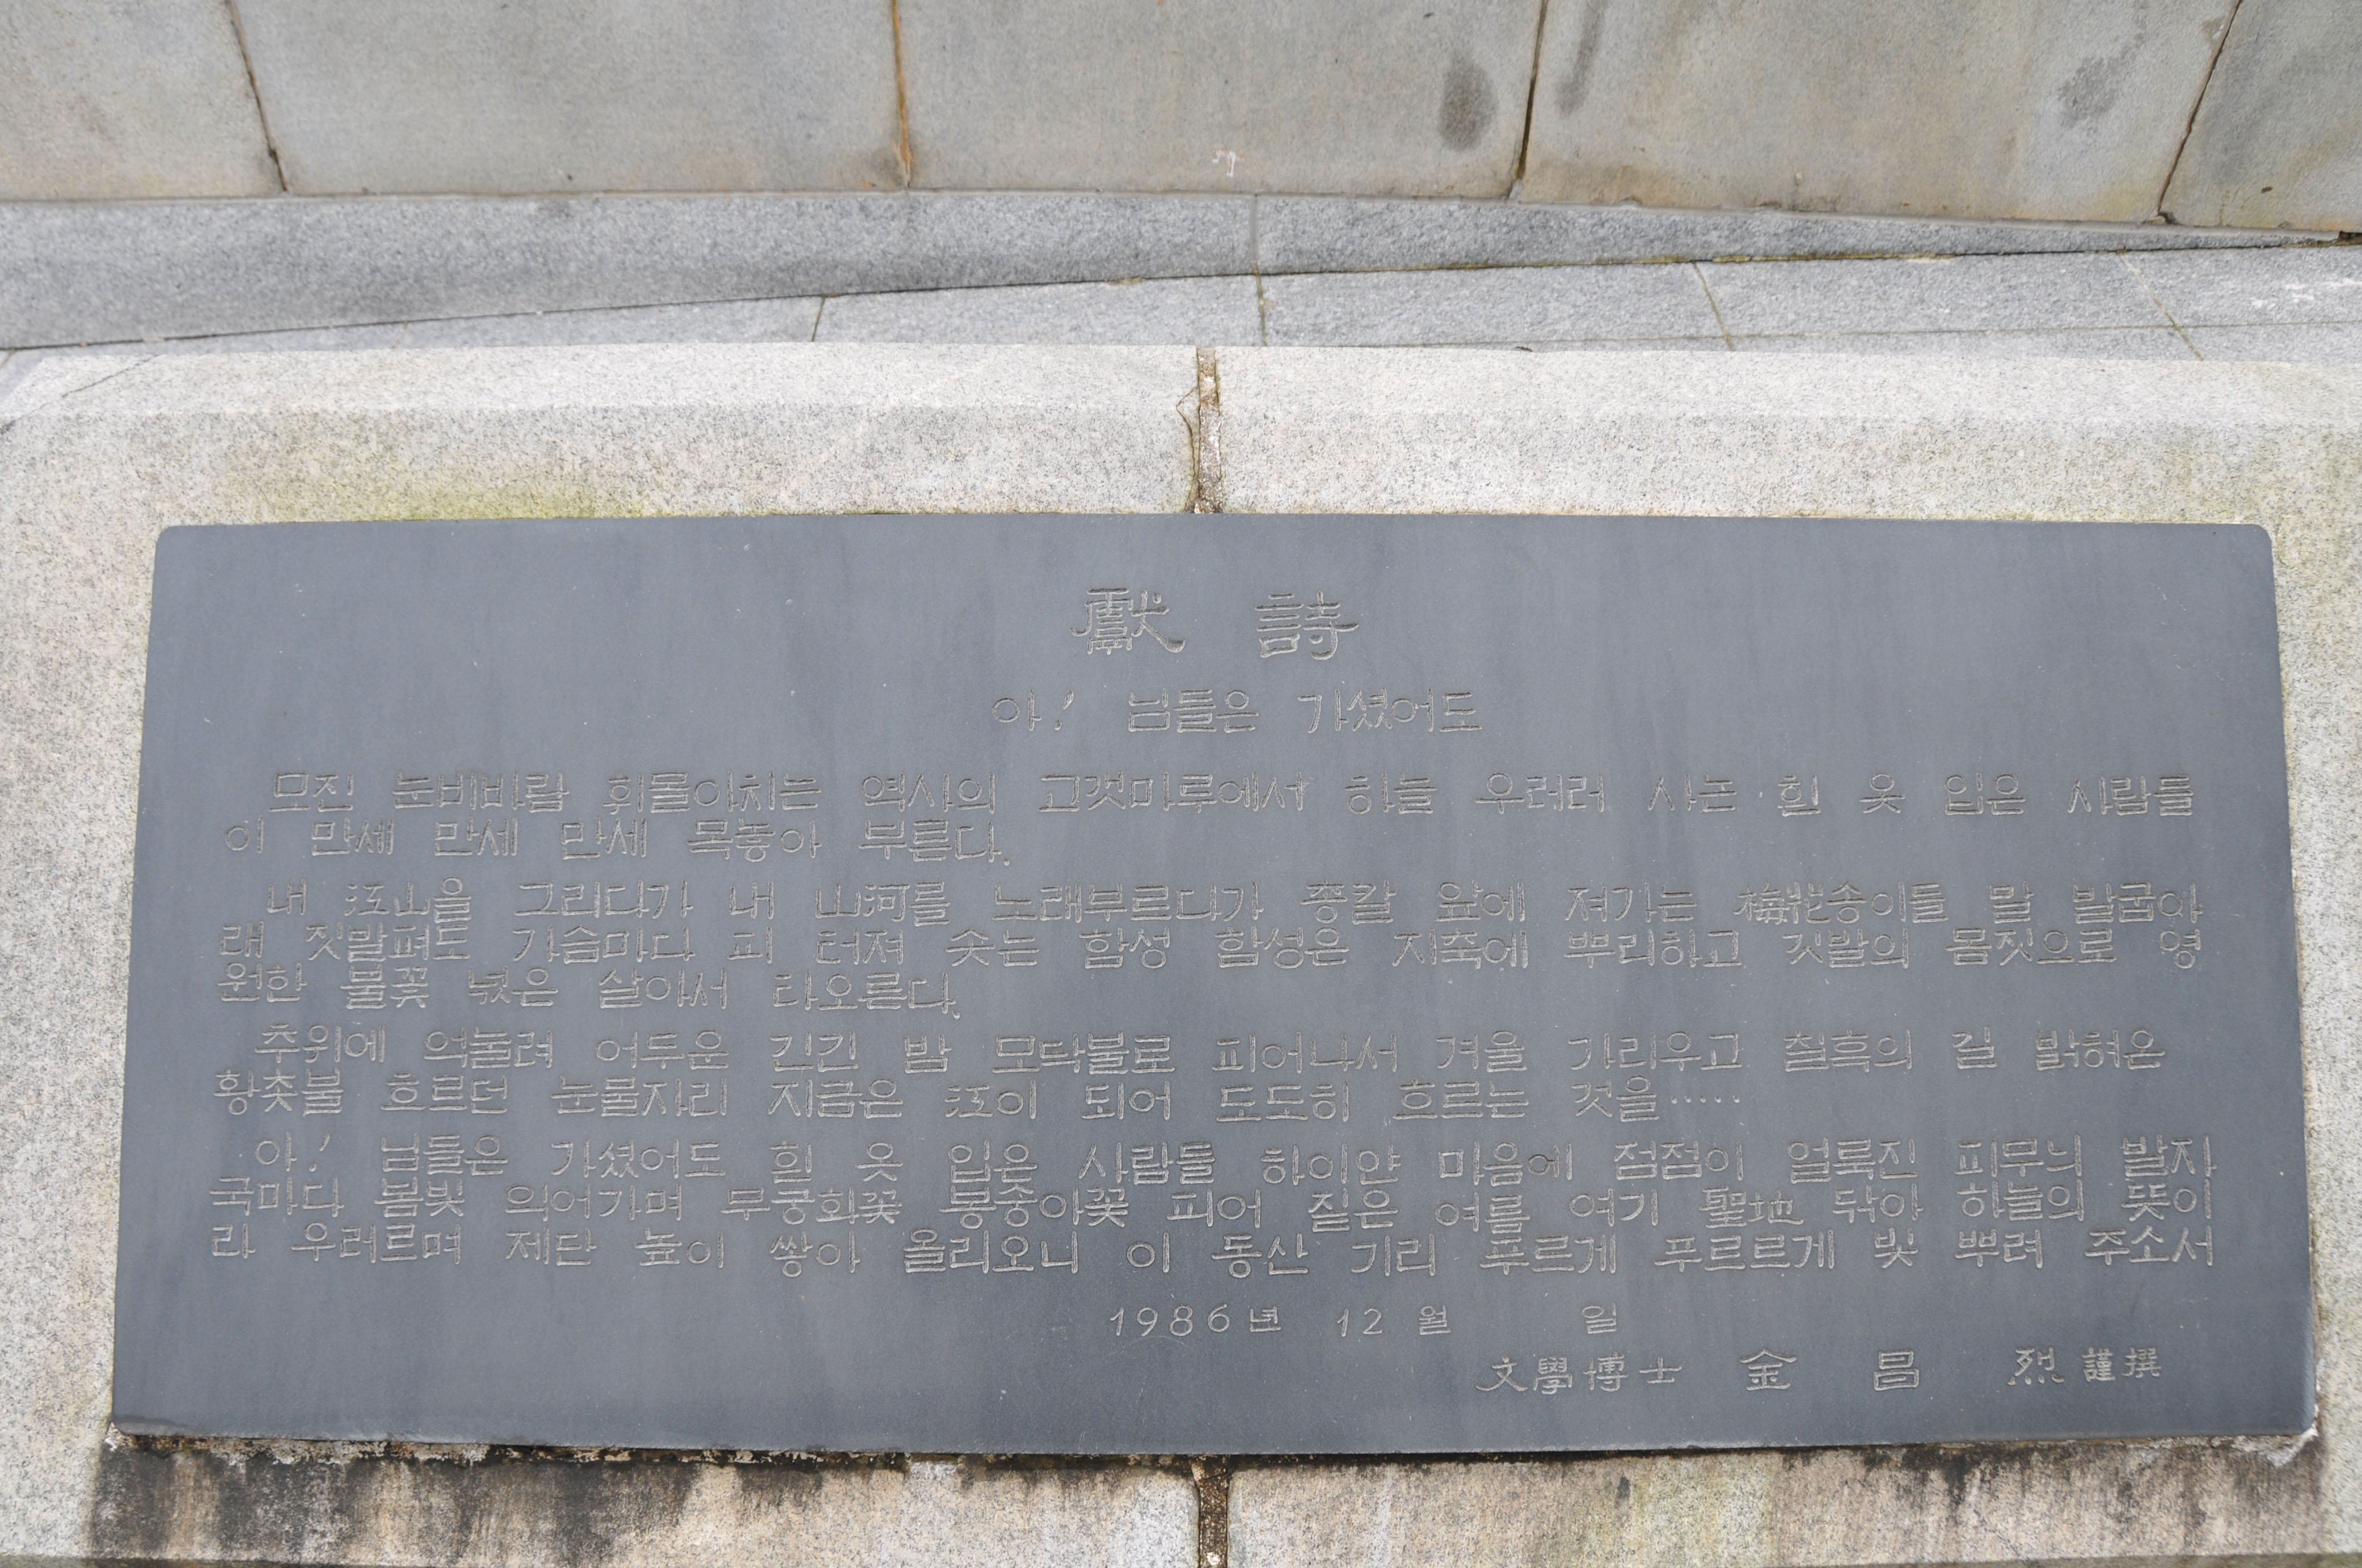 獻 詩
아! 님들은 가셨어도
모진 눈비바람 휘몰아치는 역사의 그것마루에서 하늘 우러러 사는 흰 옷 입은 사람들
이 만세 만세 만세 목놓아 부른다.
내 江山을 그리다가 내 山河를 노래부르다가 총칼 앞에 져가는 梅花송이들 말 발굽아
래 짓밟펴도 가슴마다 피 터져 솟는 함성 함성은 지축에 뿌리하고 깃발의 몸짓으로 영
원한 불꽃 넋은 살아서 타오른다.
추위에 억눌려 어두운 긴긴 밤 모닥불로 피어나서 겨울 가리우고 칠흑의 길 밝혀온
황촛불 흐르던 눈물자리 지금은 江이 되어 도도히 흐르는 것을·····
아! 님들은 가셨어도 흰 옷 입은 사람들 하이얀 마음에 점점이 얼룩진 피무늬 발자
국마다 봄빛 익어가며 무궁화꽃 봉숭아꽃 피어 짙은 여름 여기 聖地 닦아 하늘의 뜻이
라 우러르며 제단 높이 쌓아 올리오니 이 동산 기리 푸르게 푸르르게 빛 뿌려 주소서
1986년 12월 일
文學博士 金 昌 烈 謹撰